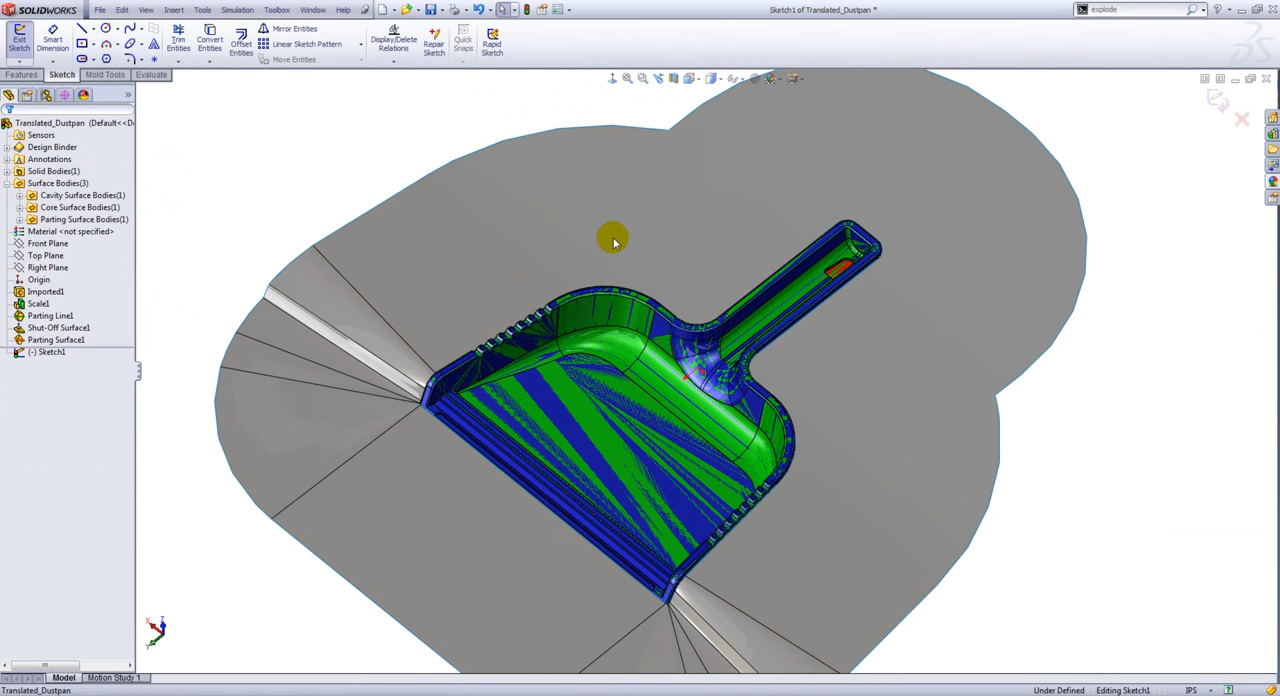 SOLIDWORKS File Edit View Insert Tools Simulation Toolbox Window Help Sketch1 of Translated_Dustpan * explode
Exit Sketch Smart Dimension Trim Entities Convert Entities Offset Entities Mirror Entities Linear Sketch Pattern Move Entities Display/Delete Relations Repair Sketch Quick Snaps Rapid Sketch
Features Sketch Mold Tools Evaluate
Translated_Dustpan (Default<<De
Sensors
Design Binder
Annotations
Solid Bodies(1)
Surface Bodies(3)
Cavity Surface Bodies(1)
Core Surface Bodies(1)
Parting Surface Bodies(1)
Material <not specified>
Front Plane
Top Plane
Right Plane
Origin
Imported1
Scale1
Parting Line1
Shut-Off Surface1
Parting Surface1
(-) Sketch1
X Z Y
Model Motion Study 1
Translated_Dustpan Under Defined Editing Sketch1 IPS